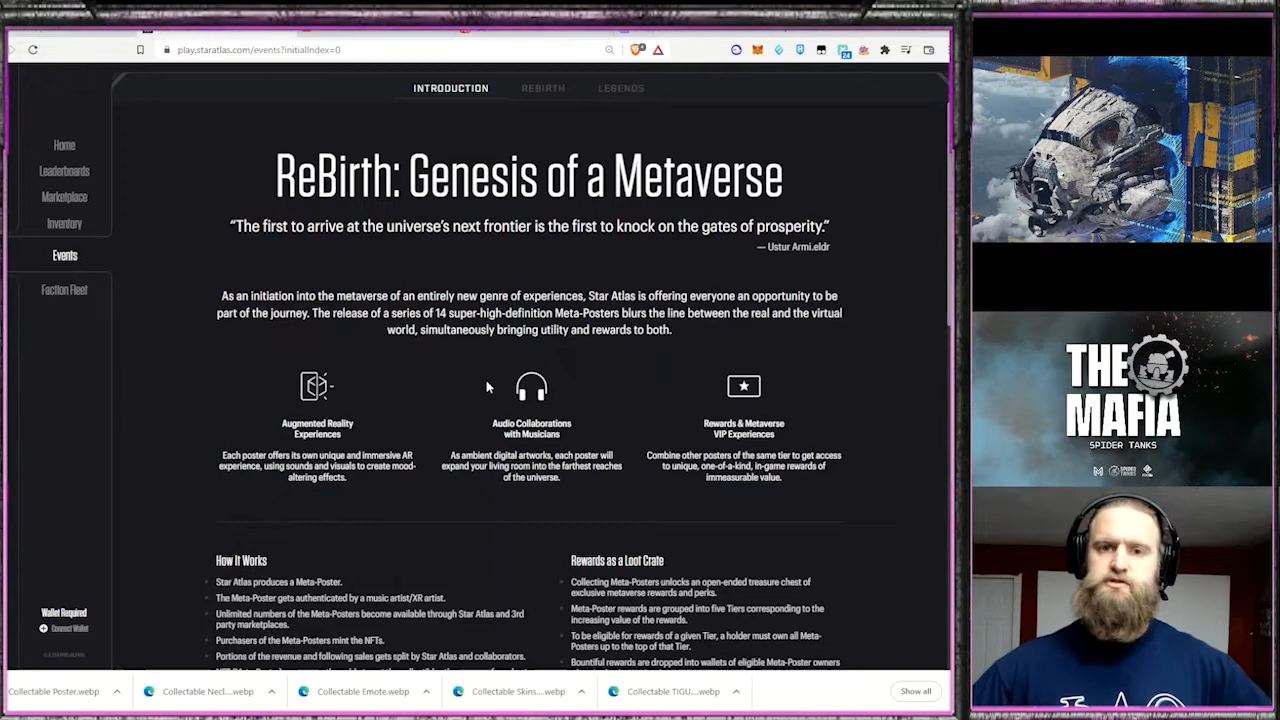 play.staratlas.com/events?initialIndex=0
24
INTRODUCTION
REBIRTH
LEGENDS
Home
Leaderboards
Marketplace
Inventory
Events
Faction Fleet
Wallet Required
Connect Wallet
ReBirth: Genesis of a Metaverse
“The first to arrive at the universe’s next frontier is the first to knock on the gates of prosperity.”
— Ustur Armi.eldr
As an initiation into the metaverse of an entirely new genre of experiences, Star Atlas is offering everyone an opportunity to be
part of the journey. The release of a series of 14 super-high-definition Meta-Posters blurs the line between the real and the virtual
world, simultaneously bringing utility and rewards to both.
Augmented Reality
Experiences
Each poster offers its own unique and immersive AR
experience, using sounds and visuals to create mood-
altering effects.
Audio Collaborations
with Musicians
As ambient digital artworks, each poster will
expand your living room into the farthest reaches
of the universe.
Rewards & Metaverse
VIP Experiences
Combine other posters of the same tier to get access
to unique, one-of-a-kind, in-game rewards of
immeasurable value.
How It Works
Star Atlas produces a Meta-Poster.
The Meta-Poster gets authenticated by a music artist/XR artist.
Unlimited numbers of the Meta-Posters become available through Star Atlas and 3rd
party marketplaces.
Purchasers of the Meta-Posters mint the NFTs.
Portions of the revenue and following sales get split by Star Atlas and collaborators.
Rewards as a Loot Crate
Collecting Meta-Posters unlocks an open-ended treasure chest of
exclusive metaverse rewards and perks.
Meta-Poster rewards are grouped into five Tiers corresponding to the
increasing value of the rewards.
To be eligible for rewards of a given Tier, a holder must own all Meta-
Posters up to the top of that Tier.
Bountiful rewards are dropped into wallets of eligible Meta-Poster owners
Collectable Poster.webp
Collectable Necl....webp
Collectable Emote.webp
Collectable Skins....webp
Collectable TIGU....webp
Show all
THE
MAFIA
SPIDER TANKS